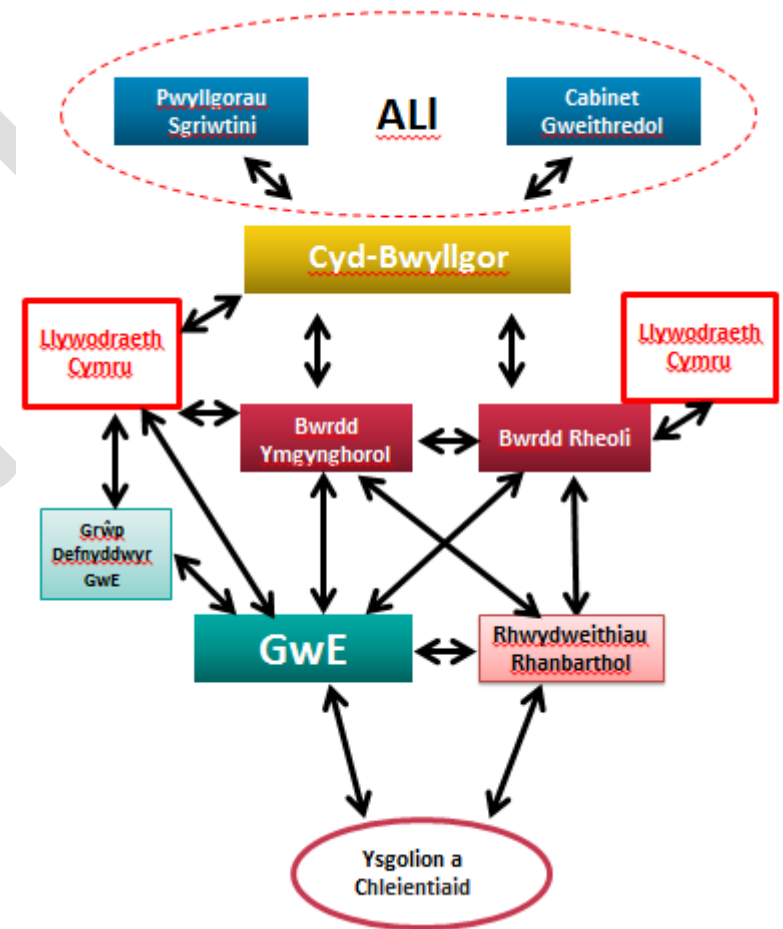 Pwyllgorau
Sgriwtini
ALl
Cabinet
Gweithredol
Cyd-Bwyllgor
Llywodraeth
Cymru
Llywodraeth
Cymru
Bwrdd
Ymgynghorol
Bwrdd Rheoli
Grŵp
Defnyddwyr
GwE
GwE
Rhwydweithiau
Rhanbarthol
Ysgolion a
Chleientiaid